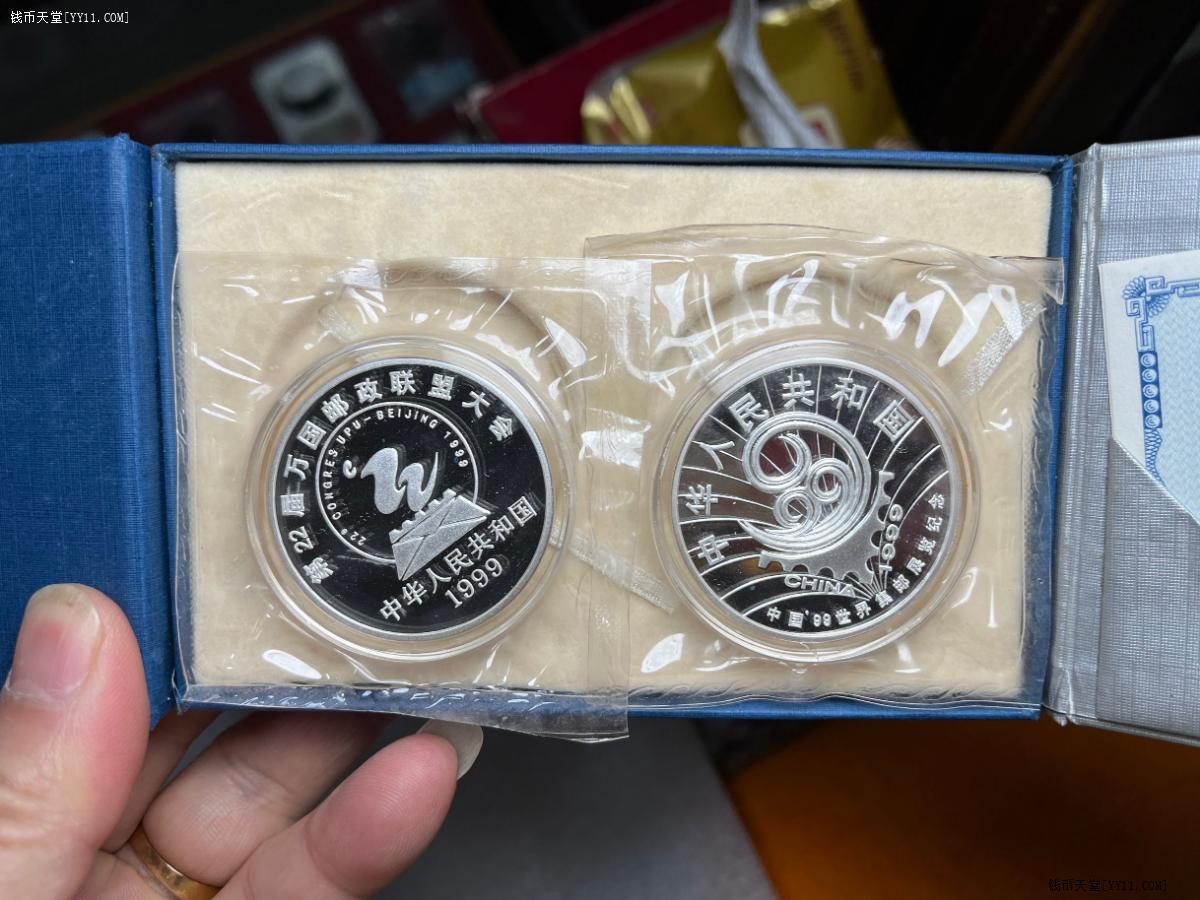 钱币天堂[YY11.COM]
第22届万国邮政联盟大会
22e CONGRES UPU-BEIJING 1999
中华人民共和国
1999
中华人民共和国
1999
CHINA
中国'99世界集邮展览纪念
钱币天堂[YY11.COM]